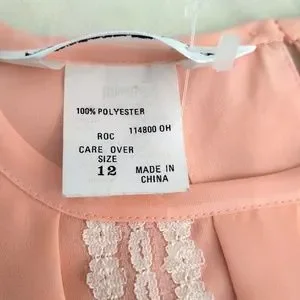 100% POLYESTER
ROC 114800 OH
CARE OVER
SIZE
12 MADE IN
CHINA